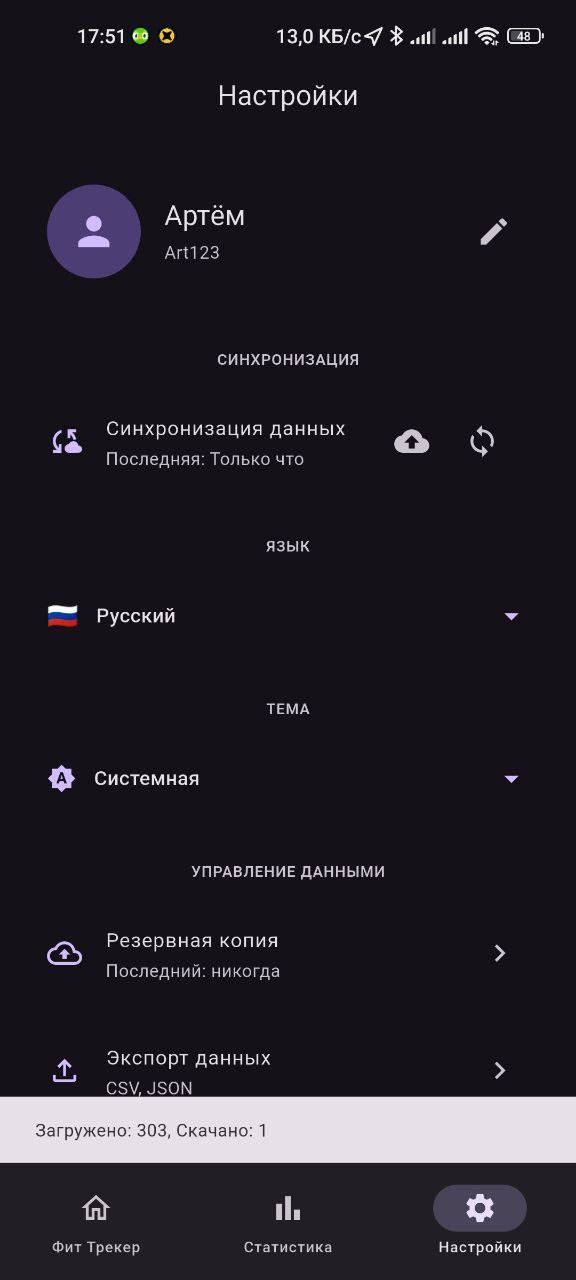 17:51 13,0 КБ/с 48
Настройки
Артём
Art123
СИНХРОНИЗАЦИЯ
Синхронизация данных
Последняя: Только что
ЯЗЫК
Русский
ТЕМА
A Системная
УПРАВЛЕНИЕ ДАННЫМИ
Резервная копия
Последний: никогда
Экспорт данных
CSV, JSON
Загружено: 303, Скачано: 1
Фит Трекер Статистика Настройки